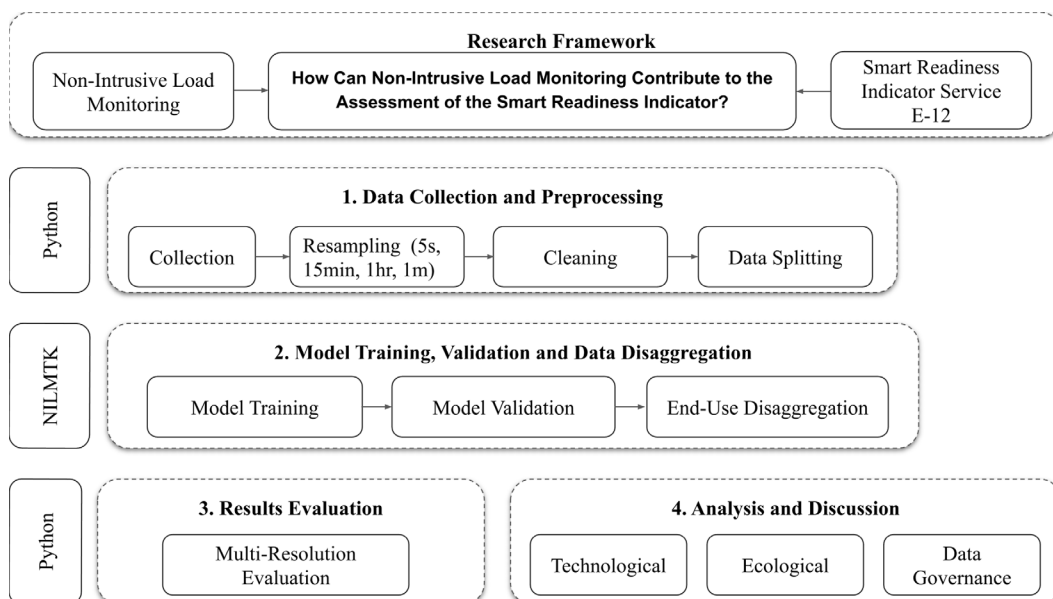 Research Framework
Non-Intrusive Load
Monitoring
How Can Non-Intrusive Load Monitoring Contribute to the
Assessment of the Smart Readiness Indicator?
Smart Readiness
Indicator Service
E-12
Python
1. Data Collection and Preprocessing
Collection
Resampling (5s,
15min, 1hr, 1m)
Cleaning
Data Splitting
NILMTK
2. Model Training, Validation and Data Disaggregation
Model Training
Model Validation
End-Use Disaggregation
Python
3. Results Evaluation
Multi-Resolution
Evaluation
4. Analysis and Discussion
Technological
Ecological
Data
Governance